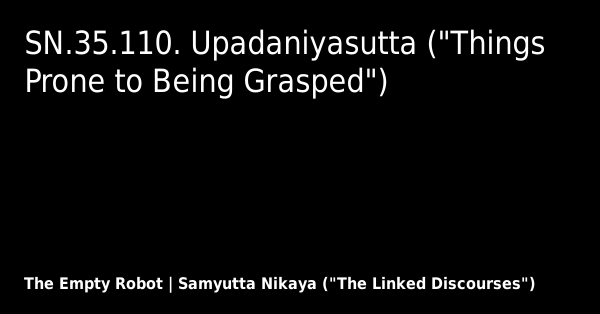 SN.35.110. Upadaniyasutta ("Things
Prone to Being Grasped")
The Empty Robot | Samyutta Nikaya ("The Linked Discourses")